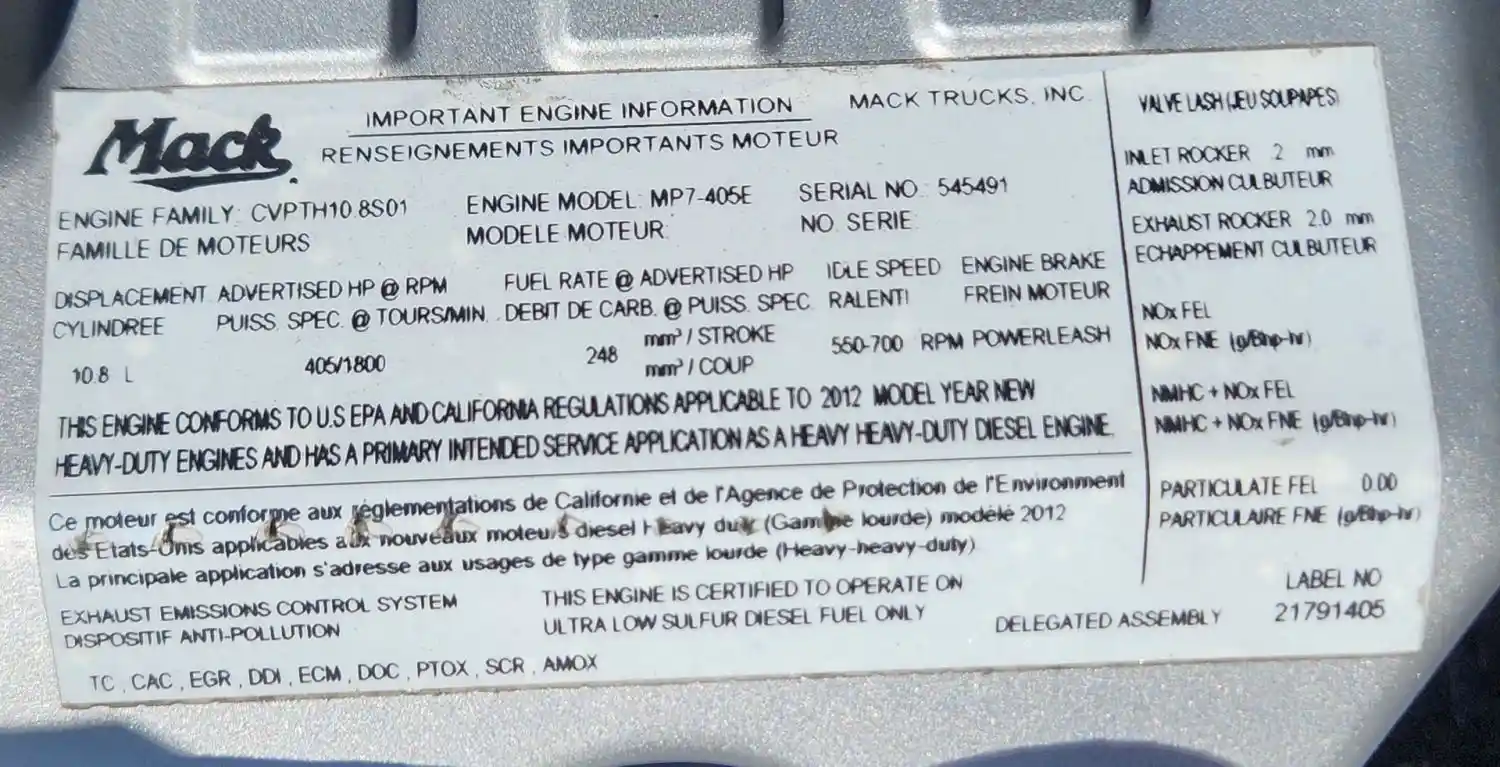 Mack
IMPORTANT ENGINE INFORMATION
MACK TRUCKS, INC.
RENSEIGNEMENTS IMPORTANTS MOTEUR
ENGINE FAMILY: CVPTH10.8S01
FAMILLE DE MOTEURS
ENGINE MODEL: MP7-405E
MODELE MOTEUR:
SERIAL NO.: 545491
NO. SERIE:
DISPLACEMENT
CYLINDREE
10.8 L
ADVERTISED HP @ RPM
PUISS. SPEC. @ TOURS/MIN.
405/1800
FUEL RATE @ ADVERTISED HP
DEBIT DE CARB. @ PUISS. SPEC.
248 mm³ / STROKE
mm³ / COUP
IDLE SPEED
RALENTI
550-700 RPM
ENGINE BRAKE
FREIN MOTEUR
POWERLEASH
THIS ENGINE CONFORMS TO U.S EPA AND CALIFORNIA REGULATIONS APPLICABLE TO 2012 MODEL YEAR NEW
HEAVY-DUTY ENGINES AND HAS A PRIMARY INTENDED SERVICE APPLICATION AS A HEAVY HEAVY-DUTY DIESEL ENGINE.
Ce moteur est conforme aux réglementations de Californie et de l'Agence de Protection de l'Environment
des Etats-Unis applicables aux nouveaux moteurs diesel Heavy duty (Gamme lourde) modélé 2012
La principale application s'adresse aux usages de type gamme lourde (Heavy-heavy-duty)
EXHAUST EMISSIONS CONTROL SYSTEM
DISPOSITIF ANTI-POLLUTION
THIS ENGINE IS CERTIFIED TO OPERATE ON
ULTRA LOW SULFUR DIESEL FUEL ONLY
DELEGATED ASSEMBLY
TC , CAC , EGR , DDI , ECM , DOC , PTOX , SCR , AMOX
VALVE LASH (JEU SOUPAPES)
INLET ROCKER .2 mm
ADMISSION CULBUTEUR
EXHAUST ROCKER 2.0 mm
ECHAPPEMENT CULBUTEUR
NOx FEL
NOx FNE (g/Bhp-hr)
NMHC + NOx FEL
NMHC + NOx FNE (g/Bhp-hr)
PARTICULATE FEL 0.00
PARTICULAIRE FNE (g/Bhp-hr)
LABEL NO
21791405